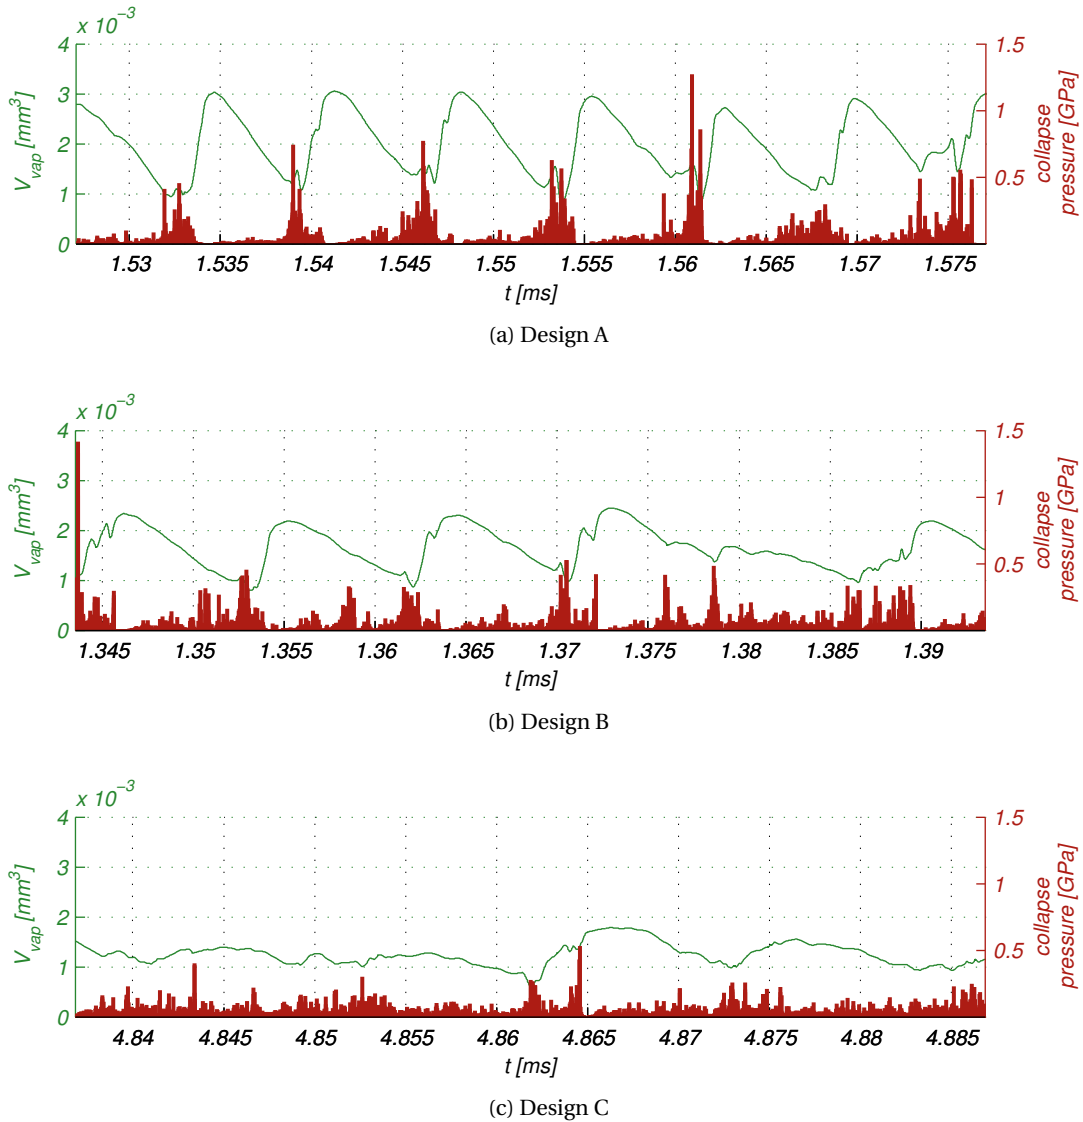 x 10⁻³
4
3
2
1
0
V_vap [mm³]
1.5
1
0.5
0
collapse
pressure [GPa]
1.53 1.535 1.54 1.545 1.55 1.555 1.56 1.565 1.57 1.575
t [ms]
(a) Design A
x 10⁻³
4
3
2
1
0
V_vap [mm³]
1.5
1
0.5
0
collapse
pressure [GPa]
1.345 1.35 1.355 1.36 1.365 1.37 1.375 1.38 1.385 1.39
t [ms]
(b) Design B
x 10⁻³
4
3
2
1
0
V_vap [mm³]
1.5
1
0.5
0
collapse
pressure [GPa]
4.84 4.845 4.85 4.855 4.86 4.865 4.87 4.875 4.88 4.885
t [ms]
(c) Design C